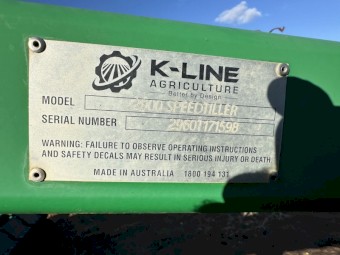 K-LINE
AGRICULTURE
Better by Design
MODEL SPEEDTILLER
SERIAL NUMBER
WARNING: FAILURE TO OBSERVE OPERATING INSTRUCTIONS
AND SAFETY DECALS MAY RESULT IN SERIOUS INJURY OR DEATH
MADE IN AUSTRALIA 1800 194 131